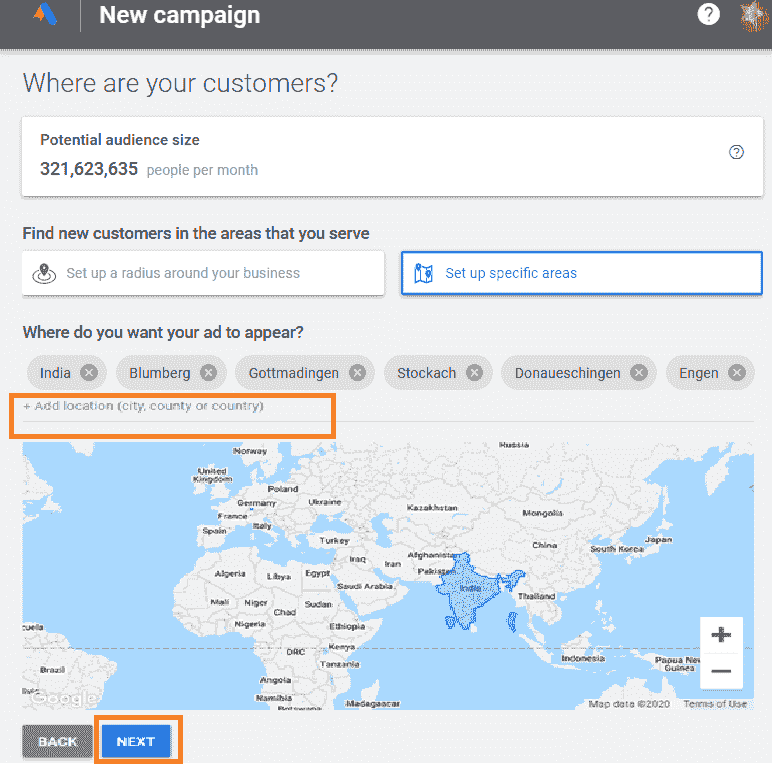 New campaign
?
Where are your customers?
Potential audience size
321,623,635 people per month
?
Find new customers in the areas that you serve
Set up a radius around your business
Set up specific areas
Where do you want your ad to appear?
India
Blumberg
Gottmadingen
Stockach
Donaueschingen
Engen
+ Add location (city, county or country)
Russia
Norway
United Kingdom
Poland
Germany
Ukraine
France
Kazakhstan
Mongolia
Spain
Italy
Turkey
China
South Korea
Japan
Iraq
Iran
Afghanistan
Pakistan
Algeria
Libya
Egypt
Saudi Arabia
India
Mali
Niger
Chad
Sudan
Thailand
Nigeria
Ethiopia
DRC
Kenya
Tanzania
Indonesia
Papua New Guinea
Brazil
Angola
Namibia
Botswana
Madagascar
Google
Map data ©2020
Terms of Use
BACK
NEXT